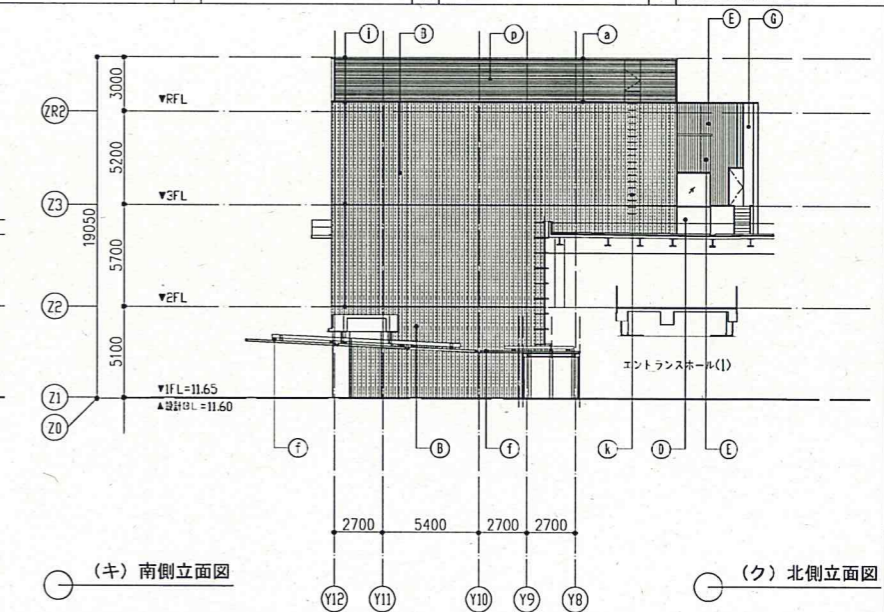 i B p a E G
3000
ZR2 ▼RFL
5200
Z3 ▼3FL
19050
5700
Z2 ▼2FL
5100
エントランスホール(1)
Z1 ▼1FL=11.65
Z0 ▲設計GL=11.60
f B f k D E
2700 5400 2700 2700
(キ) 南側立面図
(ク) 北側立面図
Y12 Y11 Y10 Y9 Y8